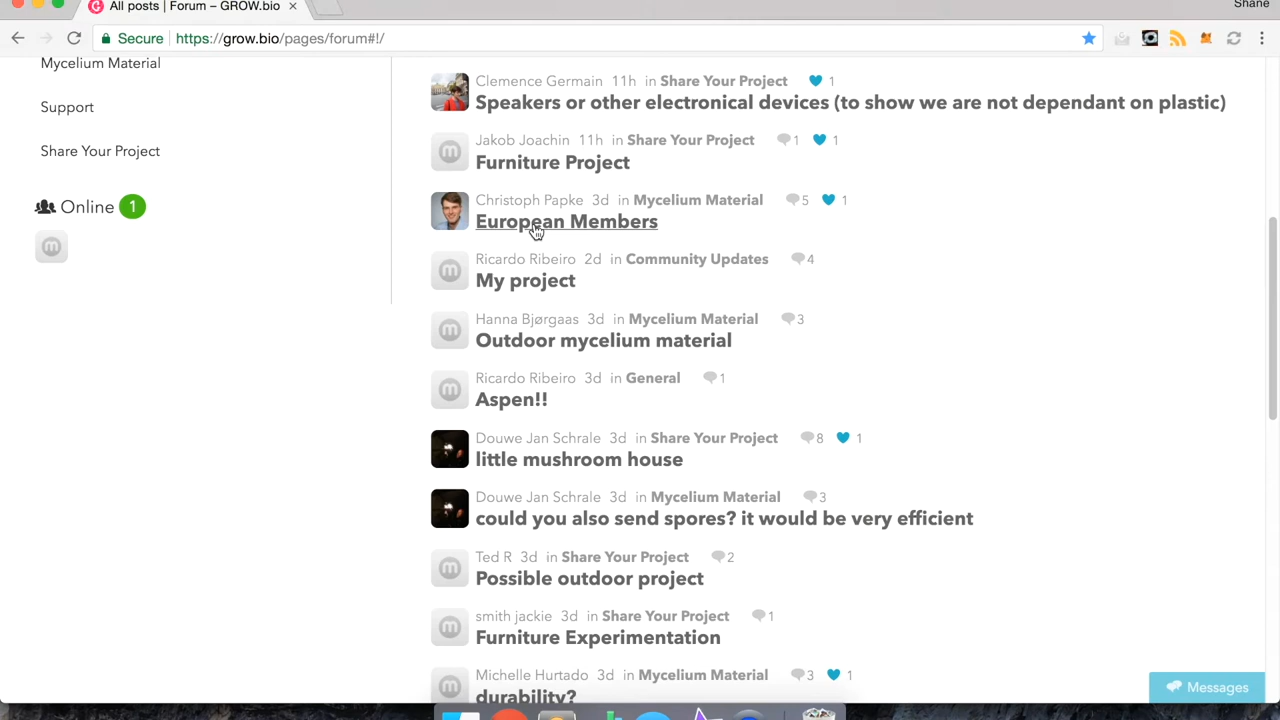 All posts | Forum – GROW.bio
Shane
Secure https://grow.bio/pages/forum#!/
Mycelium Material
Support
Share Your Project
Online 1
Clemence Germain 11h in Share Your Project 1
Speakers or other electronical devices (to show we are not dependant on plastic)
Jakob Joachin 11h in Share Your Project 1 1
Furniture Project
Christoph Papke 3d in Mycelium Material 5 1
European Members
Ricardo Ribeiro 2d in Community Updates 4
My project
Hanna Bjørgaas 3d in Mycelium Material 3
Outdoor mycelium material
Ricardo Ribeiro 3d in General 1
Aspen!!
Douwe Jan Schrale 3d in Share Your Project 8 1
little mushroom house
Douwe Jan Schrale 3d in Mycelium Material 3
could you also send spores? it would be very efficient
Ted R 3d in Share Your Project 2
Possible outdoor project
smith jackie 3d in Share Your Project 1
Furniture Experimentation
Michelle Hurtado 3d in Mycelium Material 3 1
durability?
Messages